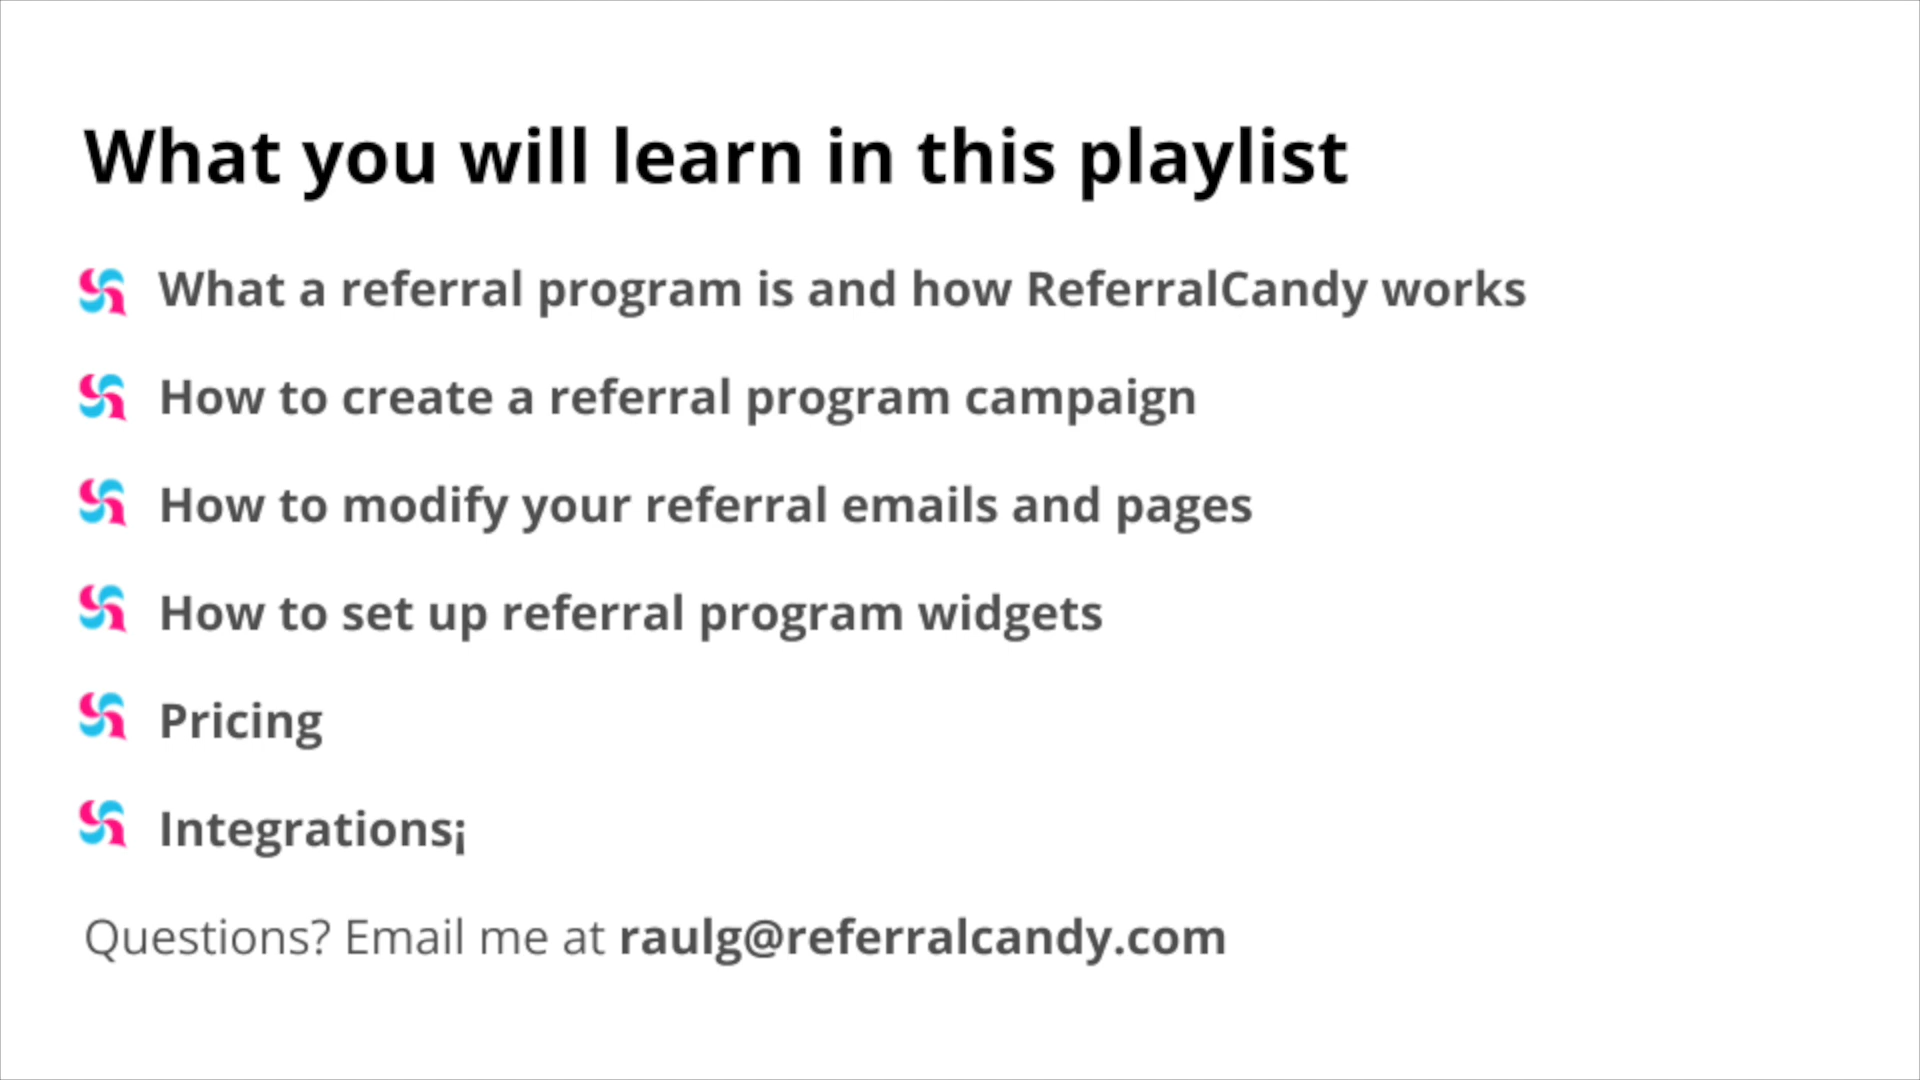 What you will learn in this playlist
What a referral program is and how ReferralCandy works
How to create a referral program campaign
How to modify your referral emails and pages
How to set up referral program widgets
Pricing
Integrations¡
Questions? Email me at raulg@referralcandy.com